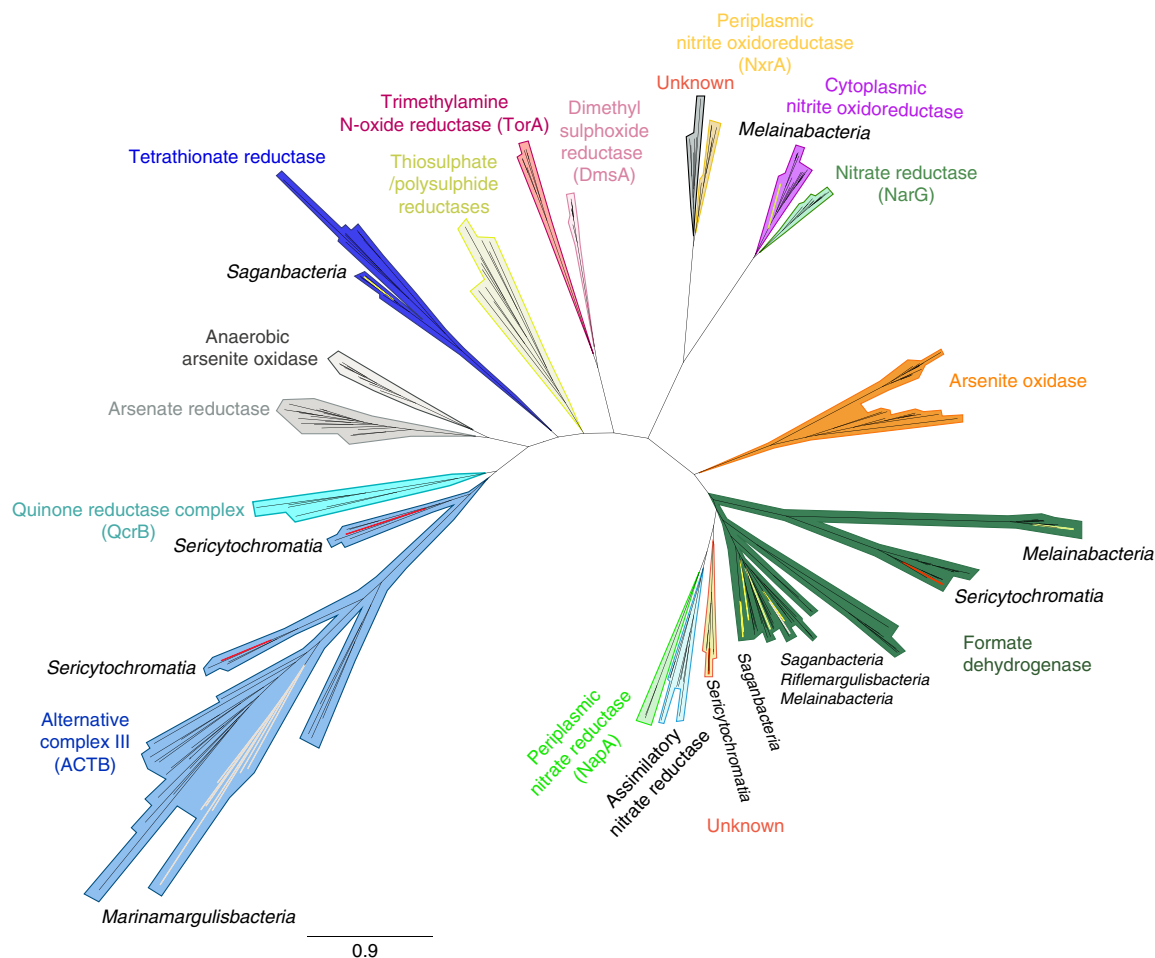 Periplasmic
nitrite oxidoreductase
(NxrA)
Unknown
Cytoplasmic
nitrite oxidoreductase
Melainabacteria
Nitrate reductase
(NarG)
Trimethylamine
N-oxide reductase (TorA)
Dimethyl
sulphoxide
reductase
(DmsA)
Tetrathionate reductase
Thiosulphate
/polysulphide
reductases
Saganbacteria
Anaerobic
arsenite oxidase
Arsenate reductase
Arsenite oxidase
Quinone reductase complex
(QcrB)
Sericytochromatia
Melainabacteria
Sericytochromatia
Formate
dehydrogenase
Saganbacteria
Riflemargulisbacteria
Melainabacteria
Saganbacteria
Sericytochromatia
Unknown
Assimilatory
nitrate reductase
Periplasmic
nitrate reductase
(NapA)
Sericytochromatia
Alternative
complex III
(ACTB)
Marinamargulisbacteria
0.9